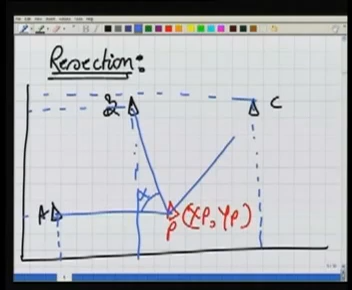 Resection:
B C
α
A
P (XP, YP)